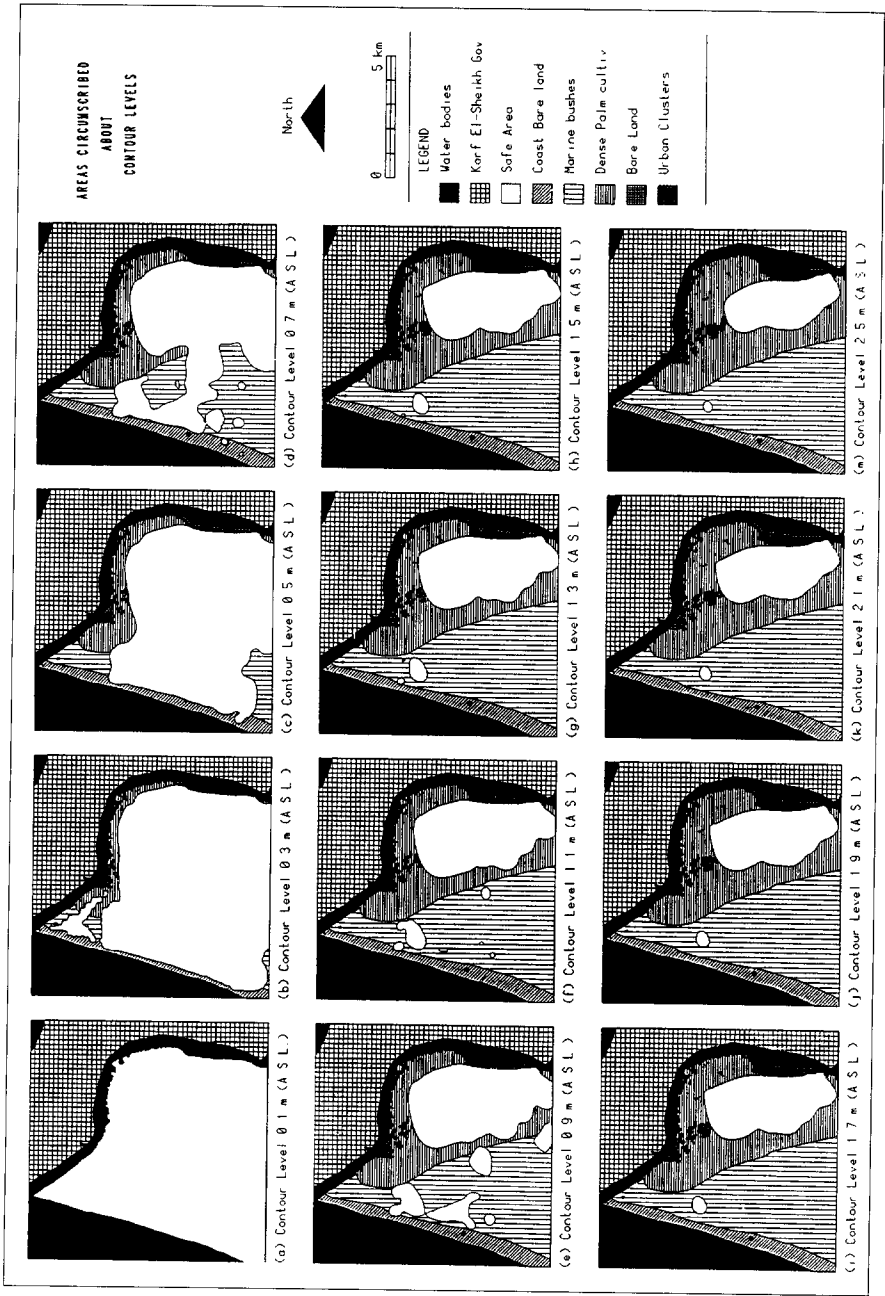 AREAS CIRCUMSCRIBED
ABOUT
CONTOUR LEVELS
North
0 5 km
LEGEND
Water bodies
Karf El-Sheikh Gov
Safe Area
Coast Bare land
Marine bushes
Dense Palm cultiv
Bare Land
Urban Clusters
(a) Contour Level 0 1 m (A S L.)
(b) Contour Level 0 3 m (A S L )
(c) Contour Level 0 5 m (A S L )
(d) Contour Level 0 7 m (A S L )
(e) Contour Level 0 9 m (A S L )
(f) Contour Level 1 1 m (A S L )
(g) Contour Level 1 3 m (A S L )
(h) Contour Level 1 5 m (A S L )
(i) Contour Level 1 7 m (A S L )
(j) Contour Level 1 9 m (A S L )
(k) Contour Level 2 1 m (A S L )
(m) Contour Level 2 5 m (A S L )